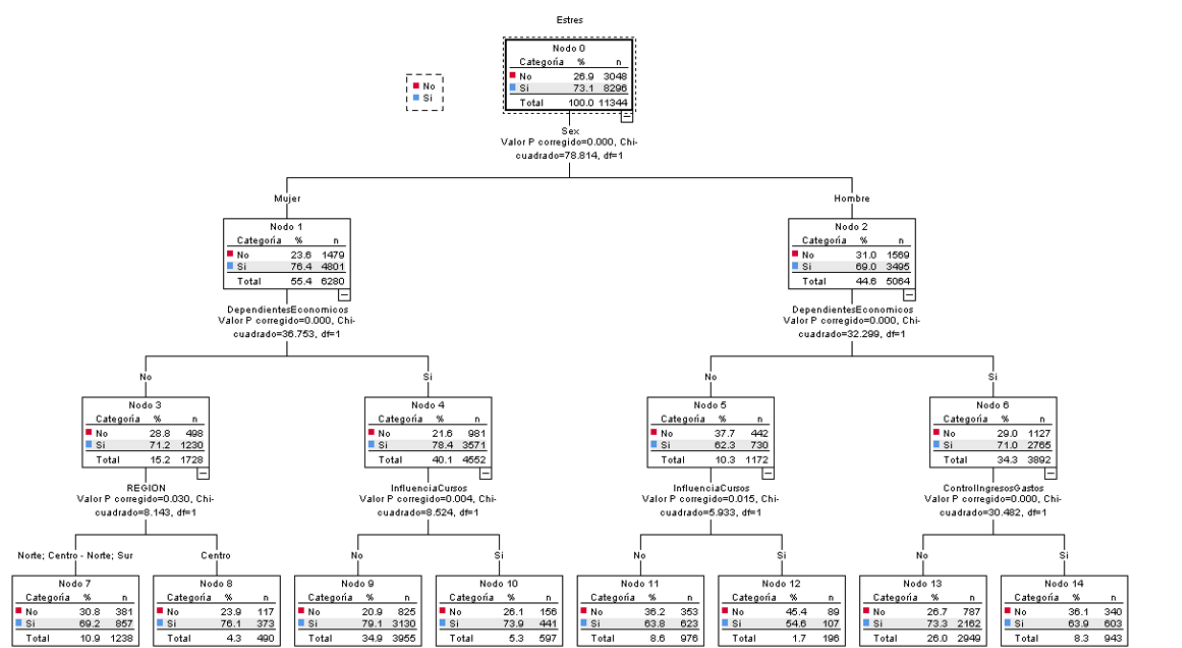 Estres
Nodo 0
Categoría % n
No 26.9 3048
Si 73.1 8296
Total 100.0 11344
No
Si
Sex
Valor P corregido=0.000, Chi-
cuadrado=78.814, df=1
Mujer
Hombre
Nodo 1
Categoría % n
No 23.6 1479
Si 76.4 4801
Total 55.4 6280
Nodo 2
Categoría % n
No 31.0 1569
Si 69.0 3495
Total 44.6 5064
DependientesEconomicos
Valor P corregido=0.000, Chi-
cuadrado=36.753, df=1
DependientesEconomicos
Valor P corregido=0.000, Chi-
cuadrado=32.299, df=1
No
Si
No
Si
Nodo 3
Categoría % n
No 28.8 498
Si 71.2 1230
Total 15.2 1728
Nodo 4
Categoría % n
No 21.6 981
Si 78.4 3571
Total 40.1 4552
Nodo 5
Categoría % n
No 37.7 442
Si 62.3 730
Total 10.3 1172
Nodo 6
Categoría % n
No 29.0 1127
Si 71.0 2765
Total 34.3 3892
REGION
Valor P corregido=0.030, Chi-
cuadrado=8.143, df=1
InfluenciaCursos
Valor P corregido=0.004, Chi-
cuadrado=8.524, df=1
InfluenciaCursos
Valor P corregido=0.015, Chi-
cuadrado=5.933, df=1
ControlIngresosGastos
Valor P corregido=0.000, Chi-
cuadrado=30.482, df=1
Norte; Centro - Norte; Sur
Centro
No
Si
No
Si
No
Si
Nodo 7
Categoría % n
No 30.8 381
Si 69.2 857
Total 10.9 1238
Nodo 8
Categoría % n
No 23.9 117
Si 76.1 373
Total 4.3 490
Nodo 9
Categoría % n
No 20.9 825
Si 79.1 3130
Total 34.9 3955
Nodo 10
Categoría % n
No 26.1 156
Si 73.9 441
Total 5.3 597
Nodo 11
Categoría % n
No 36.2 353
Si 63.8 623
Total 8.6 976
Nodo 12
Categoría % n
No 45.4 89
Si 54.6 107
Total 1.7 196
Nodo 13
Categoría % n
No 26.7 787
Si 73.3 2162
Total 26.0 2949
Nodo 14
Categoría % n
No 36.1 340
Si 63.9 603
Total 8.3 943